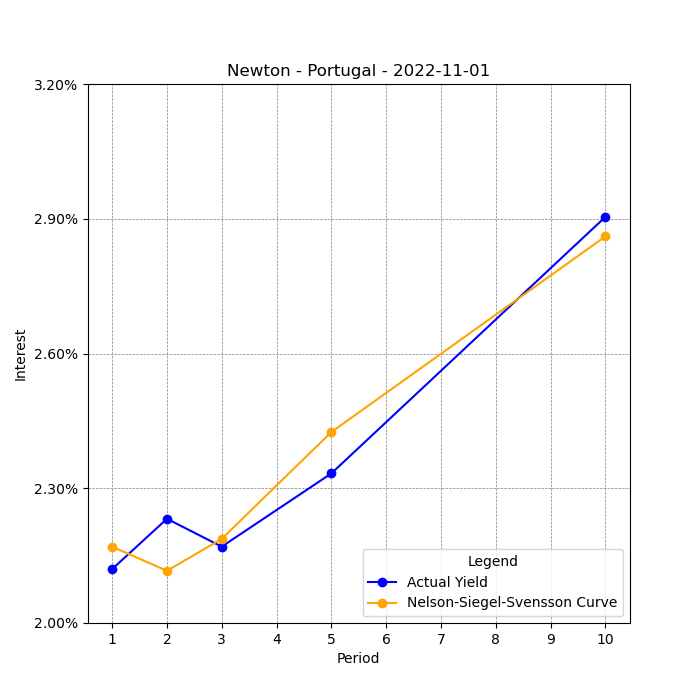 Newton - Portugal - 2022-11-01
3.20%
2.90%
2.60%
2.30%
2.00%
Interest
1 2 3 4 5 6 7 8 9 10
Period
Legend
Actual Yield
Nelson-Siegel-Svensson Curve